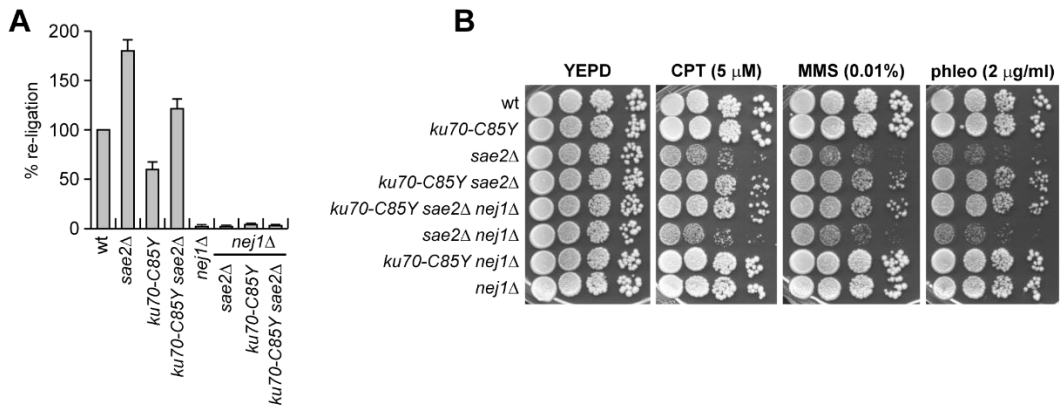 A
% re-ligation
200
150
100
50
0
wt
sae2Δ
ku70-C85Y
ku70-C85Y sae2Δ
nej1Δ
nej1Δ
sae2Δ
ku70-C85Y
ku70-C85Y sae2Δ
B
YEPD CPT (5 μM) MMS (0.01%) phleo (2 μg/ml)
wt
ku70-C85Y
sae2Δ
ku70-C85Y sae2Δ
ku70-C85Y sae2Δ nej1Δ
sae2Δ nej1Δ
ku70-C85Y nej1Δ
nej1Δ